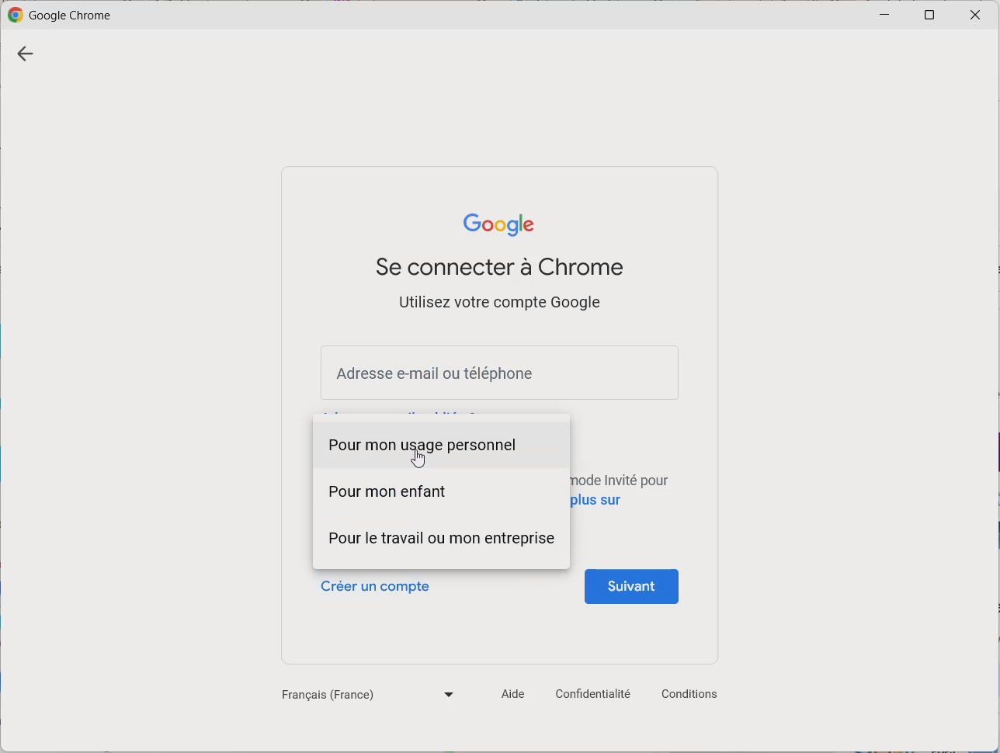 Google Chrome
Google
Se connecter à Chrome
Utilisez votre compte Google
Adresse e-mail ou téléphone
Pour mon usage personnel
mode Invité pour
Pour mon enfant
plus sur
Pour le travail ou mon entreprise
Créer un compte
Suivant
Français (France)
Aide
Confidentialité
Conditions